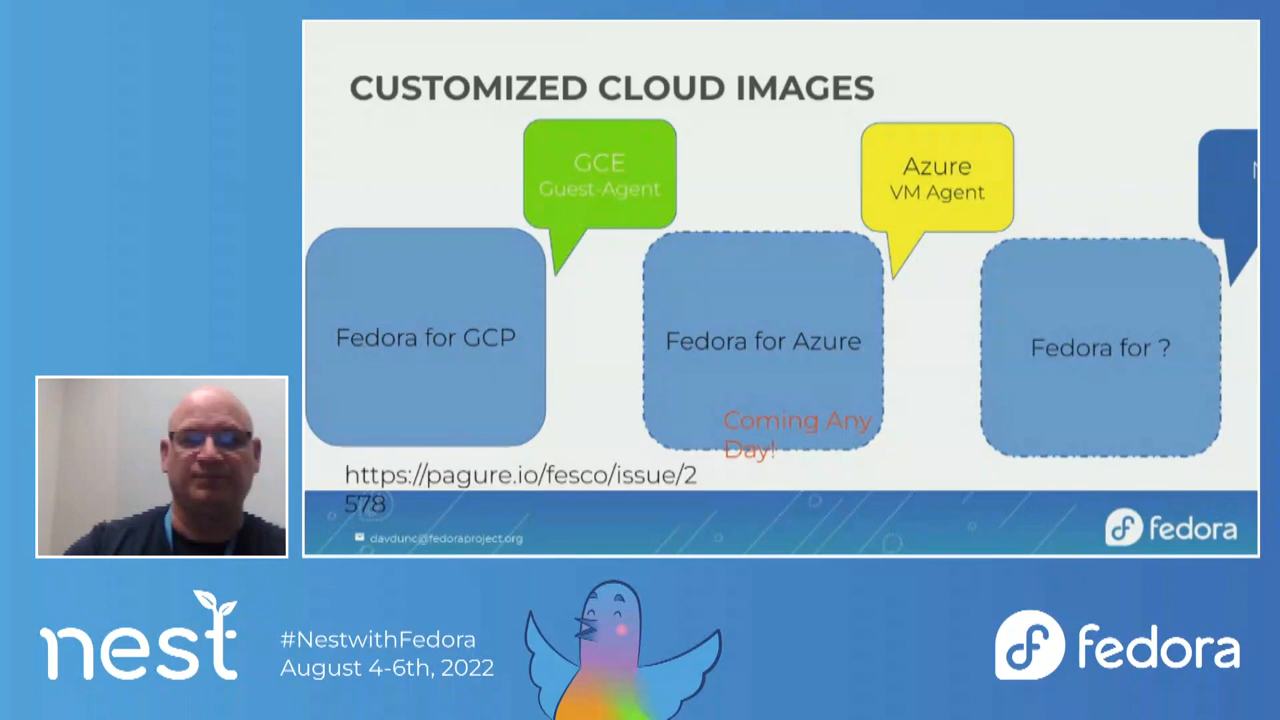 CUSTOMIZED CLOUD IMAGES
GCE
Guest-Agent
Azure
VM Agent
Fedora for GCP
Fedora for Azure
Fedora for ?
Coming Any
Day!
https://pagure.io/fesco/issue/2
578
davdunc@fedoraproject.org
fedora
nest
#NestwithFedora
August 4-6th, 2022
fedora